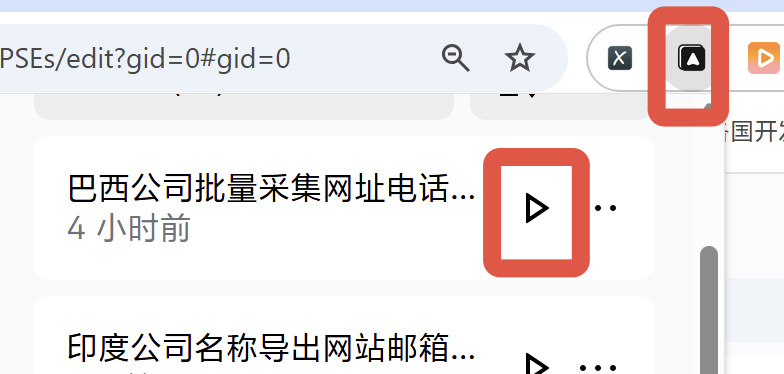 PSEs/edit?gid=0#gid=0
国开
巴西公司批量采集网址电话...
4 小时前
印度公司名称导出网站邮箱...